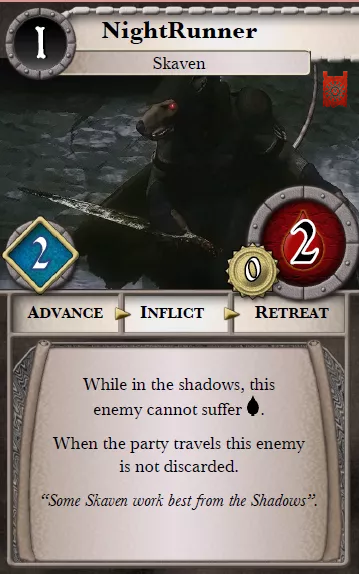 1
NightRunner
Skaven
2
0
2
Advance
Inflict
Retreat
While in the shadows, this
enemy cannot suffer .
When the party travels this enemy
is not discarded.
“Some Skaven work best from the Shadows”.